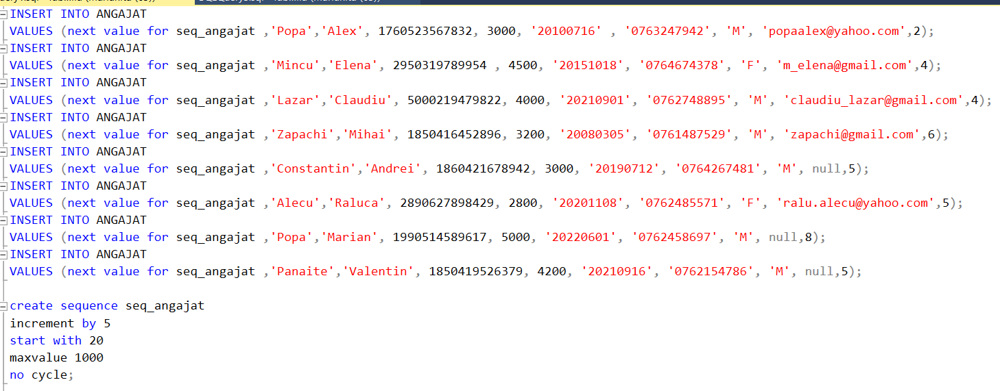 INSERT INTO ANGAJAT
VALUES (next value for seq_angajat ,'Popa','Alex', 1760523567832, 3000, '20100716' , '0763247942', 'M', 'popaalex@yahoo.com',2);
INSERT INTO ANGAJAT
VALUES (next value for seq_angajat ,'Mincu','Elena', 2950319789954 , 4500, '20151018', '0764674378', 'F', 'm_elena@gmail.com',4);
INSERT INTO ANGAJAT
VALUES (next value for seq_angajat ,'Lazar','Claudiu', 5000219479822, 4000, '20210901', '0762748895', 'M', 'claudiu_lazar@gmail.com',4);
INSERT INTO ANGAJAT
VALUES (next value for seq_angajat ,'Zapachi','Mihai', 1850416452896, 3200, '20080305', '0761487529', 'M', 'zapachi@gmail.com',6);
INSERT INTO ANGAJAT
VALUES (next value for seq_angajat ,'Constantin','Andrei', 1860421678942, 3000, '20190712', '0764267481', 'M', null,5);
INSERT INTO ANGAJAT
VALUES (next value for seq_angajat ,'Alecu','Raluca', 2890627898429, 2800, '20201108', '0762485571', 'F', 'ralu.alecu@yahoo.com',5);
INSERT INTO ANGAJAT
VALUES (next value for seq_angajat ,'Popa','Marian', 1990514589617, 5000, '20220601', '0762458697', 'M', null,8);
INSERT INTO ANGAJAT
VALUES (next value for seq_angajat ,'Panaite','Valentin', 1850419526379, 4200, '20210916', '0762154786', 'M', null,5);
create sequence seq_angajat
increment by 5
start with 20
maxvalue 1000
no cycle;